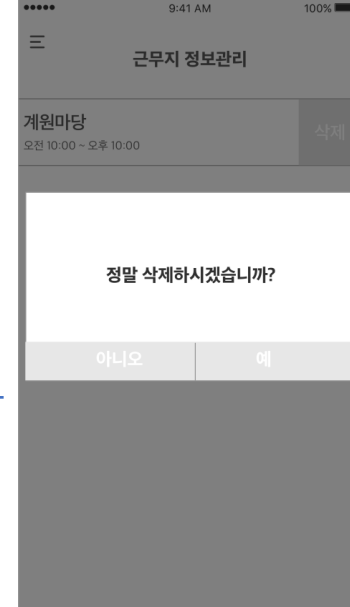 9:41 AM
100%
근무지 정보관리
계원마당
오전 10:00 ~ 오후 10:00
삭제
정말 삭제하시겠습니까?
아니오
예